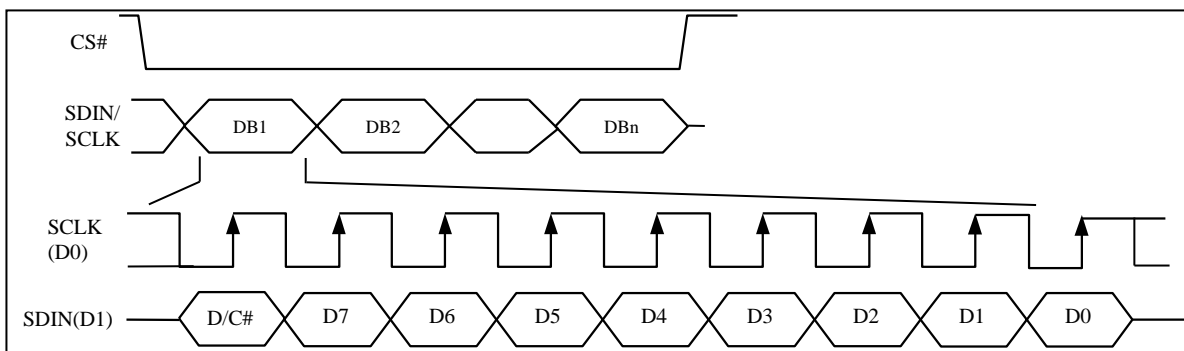 CS#
SDIN/
SCLK
DB1 DB2 DBn
SCLK
(D0)
SDIN(D1) D/C# D7 D6 D5 D4 D3 D2 D1 D0